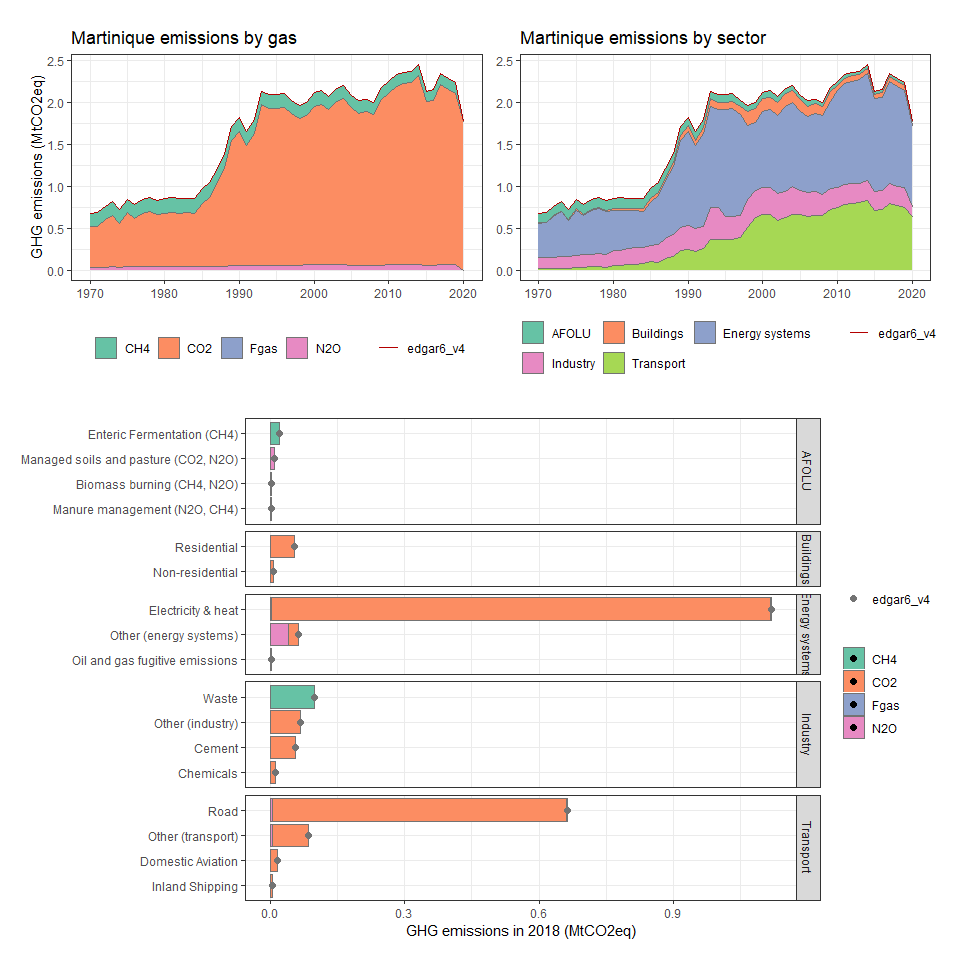 Martinique emissions by gas
GHG emissions (MtCO2eq)
2.5
2.0
1.5
1.0
0.5
0.0
1970 1980 1990 2000 2010 2020
CH4 CO2 Fgas N2O edgar6_v4
Martinique emissions by sector
2.5
2.0
1.5
1.0
0.5
0.0
1970 1980 1990 2000 2010 2020
AFOLU Buildings Energy systems edgar6_v4
Industry Transport
Enteric Fermentation (CH4)
Managed soils and pasture (CO2, N2O)
Biomass burning (CH4, N2O)
Manure management (N2O, CH4)
AFOLU
Residential
Non-residential
Buildings
Electricity & heat
Other (energy systems)
Oil and gas fugitive emissions
Energy systems
Waste
Other (industry)
Cement
Chemicals
Industry
Road
Other (transport)
Domestic Aviation
Inland Shipping
Transport
0.0 0.3 0.6 0.9
GHG emissions in 2018 (MtCO2eq)
edgar6_v4
CH4
CO2
Fgas
N2O